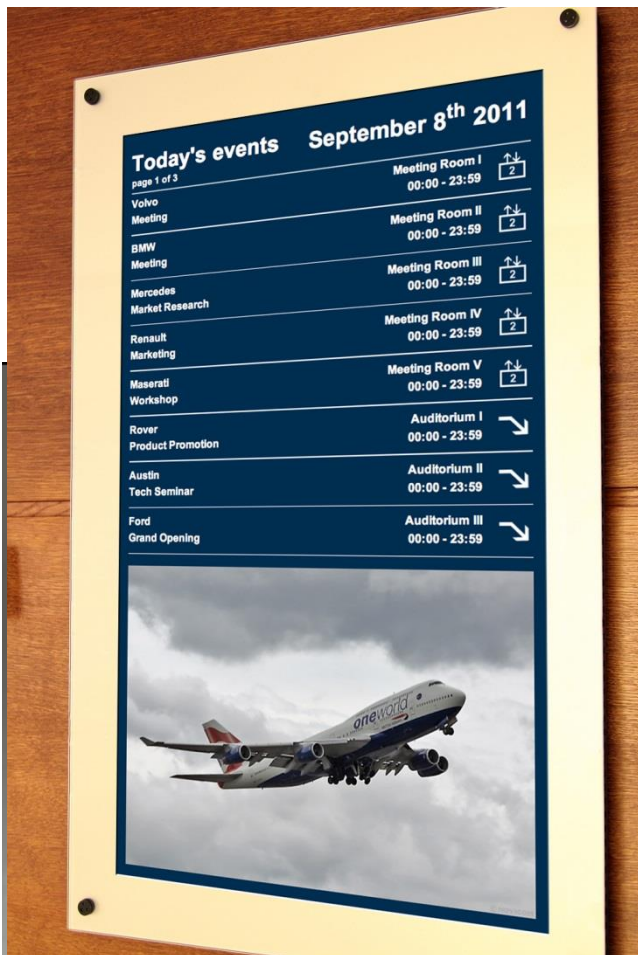 Today's events September 8th 2011
page 1 of 3
Volvo Meeting Room I
Meeting 00:00 - 23:59 2
BMW Meeting Room II
Meeting 00:00 - 23:59 2
Mercedes Meeting Room III
Market Research 00:00 - 23:59 2
Renault Meeting Room IV
Marketing 00:00 - 23:59 2
Maserati Meeting Room V
Workshop 00:00 - 23:59 2
Rover Auditorium I
Product Promotion 00:00 - 23:59
Austin Auditorium II
Tech Seminar 00:00 - 23:59
Ford Auditorium III
Grand Opening 00:00 - 23:59
oneworld